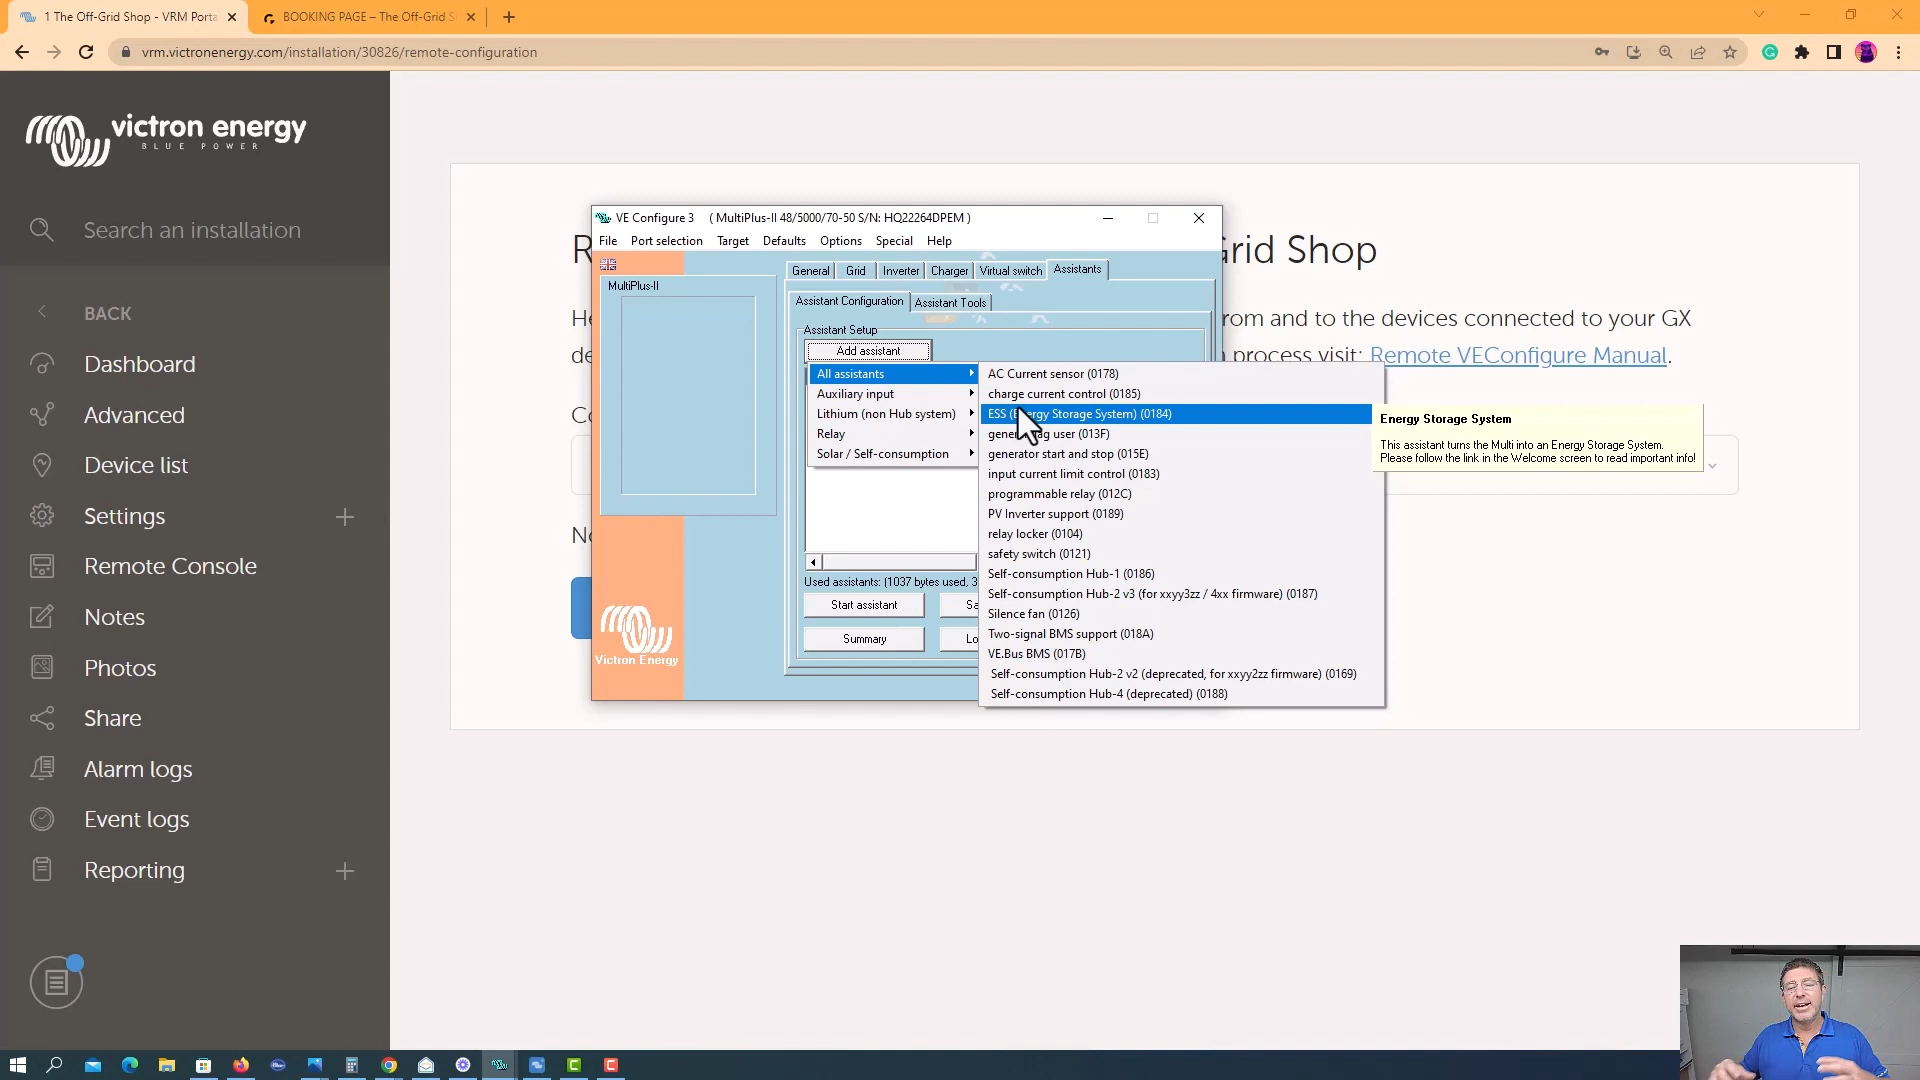 1 The Off-Grid Shop - VRM Porta
BOOKING PAGE – The Off-Grid S
vrm.victronenergy.com/installation/30826/remote-configuration
victron energy
BLUE POWER
Search an installation
BACK
Dashboard
Advanced
Device list
Settings
Remote Console
Notes
Photos
Share
Alarm logs
Event logs
Reporting
R
Grid Shop
He
rom and to the devices connected to your GX
de
process visit: Remote VEConfigure Manual.
Co
No
VE Configure 3 ( MultiPlus-II 48/5000/70-50 S/N: HQ22264DPEM )
File Port selection Target Defaults Options Special Help
MultiPlus-II
General Grid Inverter Charger Virtual switch Assistants
Assistant Configuration Assistant Tools
Assistant Setup
Add assistant
All assistants
Auxiliary input
Lithium (non Hub system)
Relay
Solar / Self-consumption
AC Current sensor (0178)
charge current control (0185)
ESS (Energy Storage System) (0184)
flag user (013F)
generator start and stop (015E)
input current limit control (0183)
programmable relay (012C)
PV Inverter support (0189)
relay locker (0104)
safety switch (0121)
Self-consumption Hub-1 (0186)
Self-consumption Hub-2 v3 (for xxyy3zz / 4xx firmware) (0187)
Silence fan (0126)
Two-signal BMS support (018A)
VE.Bus BMS (017B)
Self-consumption Hub-2 v2 (deprecated, for xxyy2zz firmware) (0169)
Self-consumption Hub-4 (deprecated) (0188)
Energy Storage System
This assistant turns the Multi into an Energy Storage System.
Please follow the link in the Welcome screen to read important info!
Used assistants: (1037 bytes used, 3
Start assistant
Sa
Summary
Lo
Victron Energy